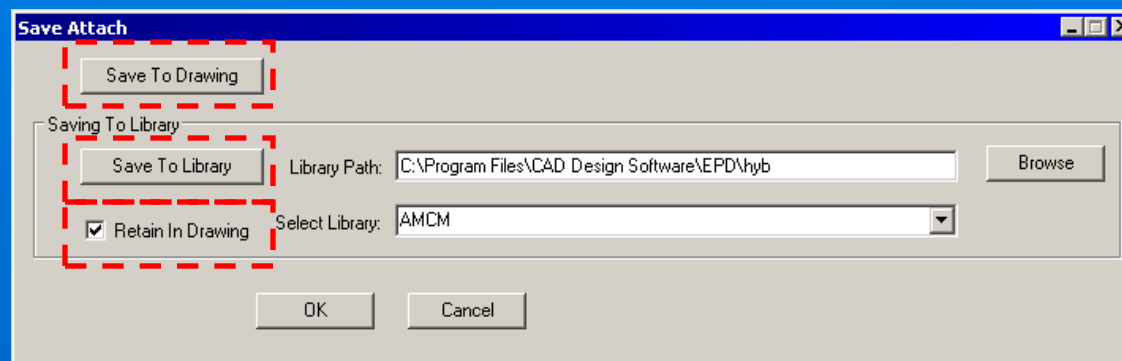 Save Attach
Save To Drawing
Saving To Library
Save To Library
Library Path:
C:\Program Files\CAD Design Software\EPD\hyb
Browse
Retain In Drawing
Select Library:
AMCM
OK
Cancel